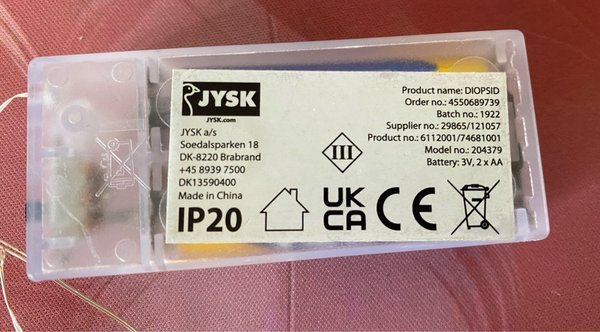 JYSK
JYSK.com
JYSK a/s
Soedalsparken 18
DK-8220 Brabrand
+45 8939 7500
DK13590400
Made in China
IP20
III
UK
CA
CE
Product name: DIOPSID
Order no.: 4550689739
Batch no.: 1922
Supplier no.: 29865/121057
Product no.: 6112001/74681001
Model no.: 204379
Battery: 3V, 2 x AA